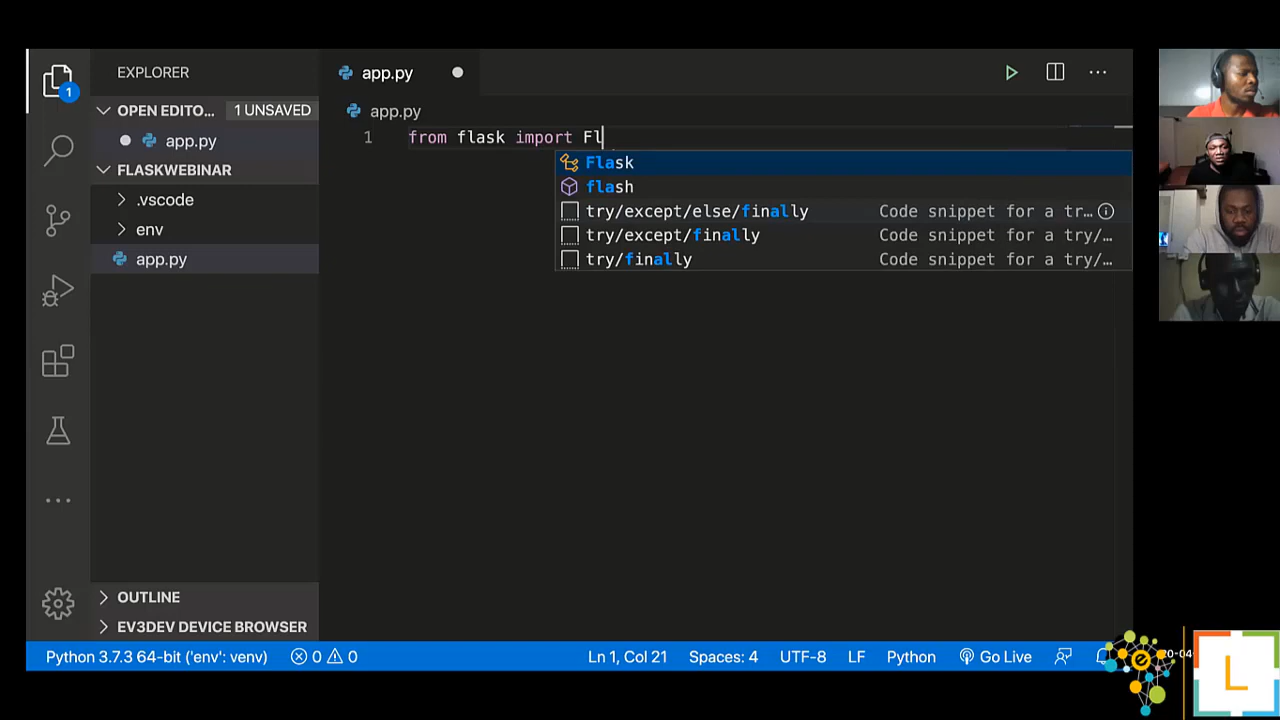 EXPLORER
1
OPEN EDITO... 1 UNSAVED
app.py
FLASKWEBINAR
.vscode
env
app.py
OUTLINE
EV3DEV DEVICE BROWSER
app.py
app.py
1 from flask import Fl
Flask
flash
try/except/else/finally Code snippet for a tr...
try/except/finally Code snippet for a try/...
try/finally Code snippet for a try/...
Python 3.7.3 64-bit ('env': venv) 0 0 Ln 1, Col 21 Spaces: 4 UTF-8 LF Python Go Live
L